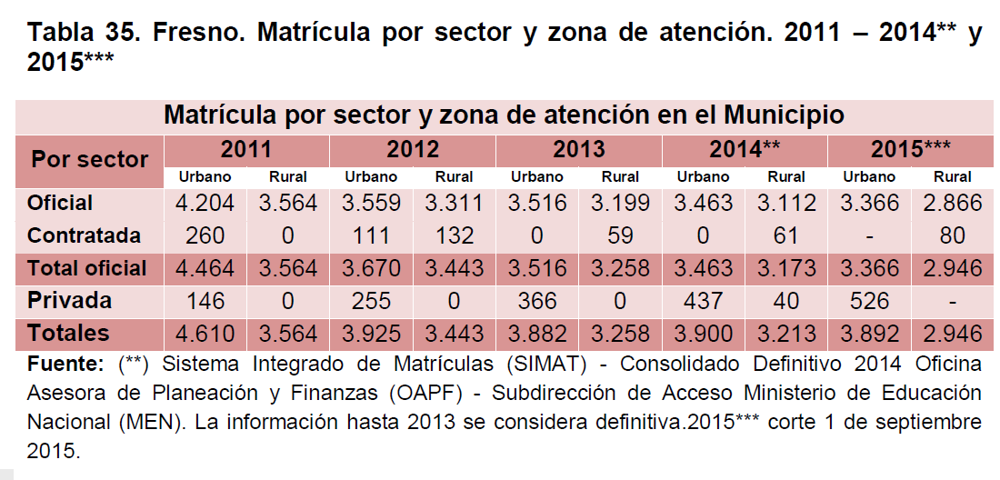 Tabla 35. Fresno. Matrícula por sector y zona de atención. 2011 – 2014** y
2015***
Matrícula por sector y zona de atención en el Municipio
Por sector 2011 2012 2013 2014** 2015***
Urbano Rural Urbano Rural Urbano Rural Urbano Rural Urbano Rural
Oficial 4.204 3.564 3.559 3.311 3.516 3.199 3.463 3.112 3.366 2.866
Contratada 260 0 111 132 0 59 0 61 - 80
Total oficial 4.464 3.564 3.670 3.443 3.516 3.258 3.463 3.173 3.366 2.946
Privada 146 0 255 0 366 0 437 40 526 -
Totales 4.610 3.564 3.925 3.443 3.882 3.258 3.900 3.213 3.892 2.946
Fuente: (**) Sistema Integrado de Matrículas (SIMAT) - Consolidado Definitivo 2014 Oficina
Asesora de Planeación y Finanzas (OAPF) - Subdirección de Acceso Ministerio de Educación
Nacional (MEN). La información hasta 2013 se considera definitiva.2015*** corte 1 de septiembre
2015.